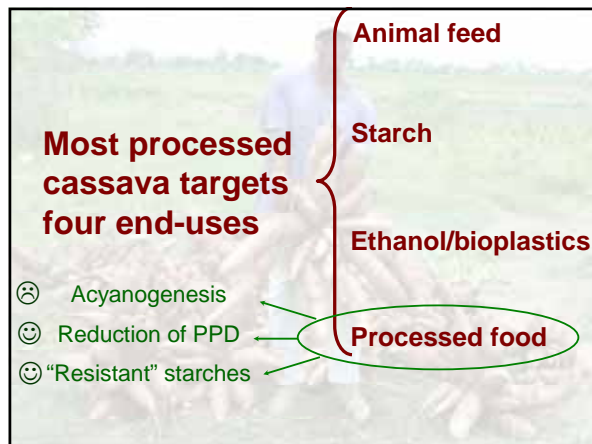 Animal feed
Most processed
cassava targets
four end-uses
Starch
Ethanol/bioplastics
Processed food
☹ Acyanogenesis
☺ Reduction of PPD
☺ “Resistant” starches